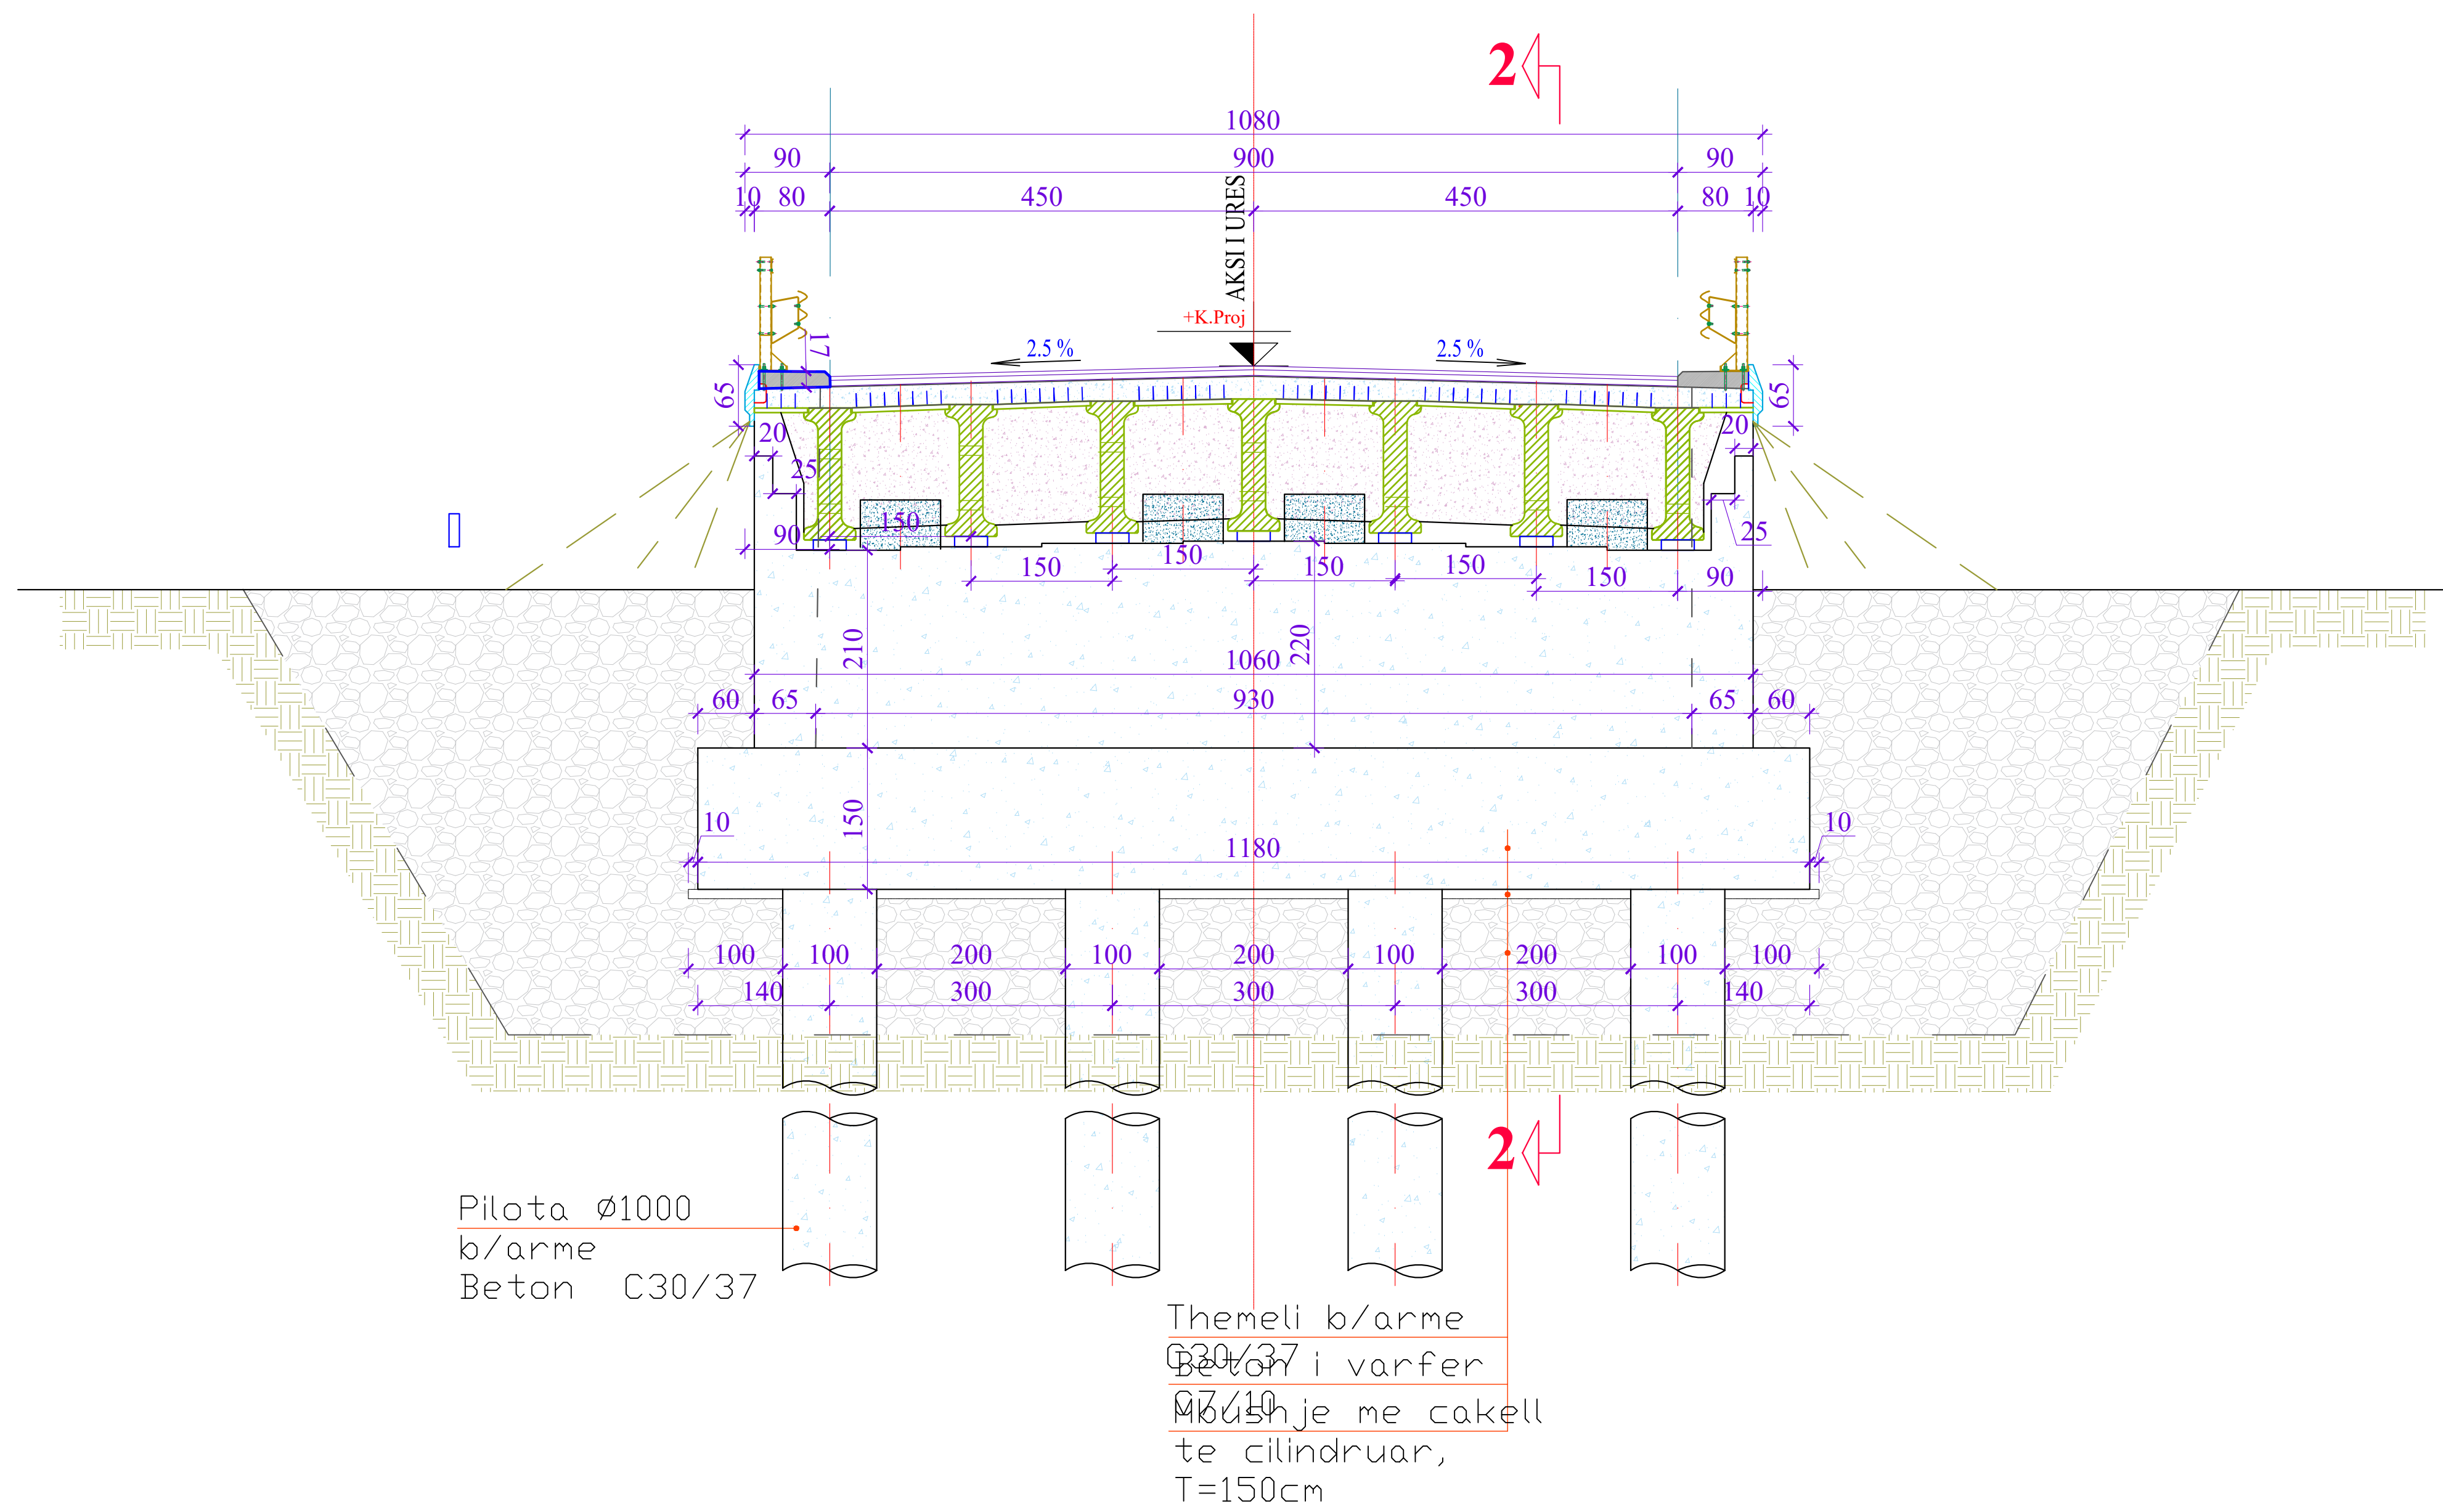 2
1080
90 900 90
10 80 450 450 80 10
AKSI I URES
+K.Proj
2.5 % 2.5 %
17
65 65
20 20
25 25
90 150
150 150 150 150 150 90
210 220
1060
60 65 930 65 60
150
10 10
1180
100 100 200 100 200 100 200 100 100
140 300 300 300 140
2
Pilota Ø1000
b/arme
Beton C30/37
Themeli b/arme
C30/37
Beton i varfer
C7/10
Mbushje me cakell
te cilindruar,
T=150cm